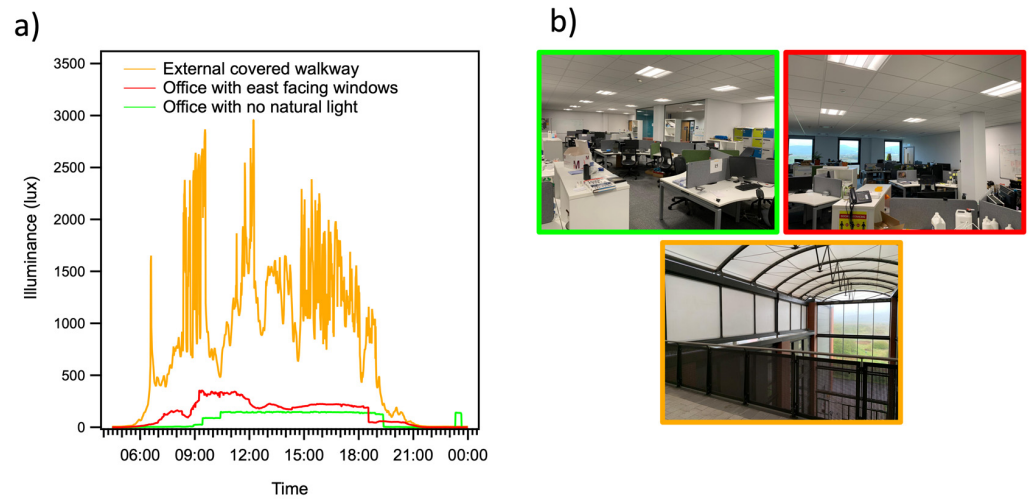 a)
b)
3500
3000
2500
2000
1500
1000
500
0
Illuminance (lux)
External covered walkway
Office with east facing windows
Office with no natural light
06:00 09:00 12:00 15:00 18:00 21:00 00:00
Time